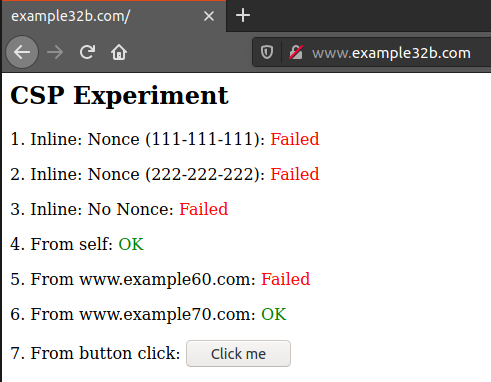 example32b.com/
www.example32b.com
CSP Experiment
1. Inline: Nonce (111-111-111): Failed
2. Inline: Nonce (222-222-222): Failed
3. Inline: No Nonce: Failed
4. From self: OK
5. From www.example60.com: Failed
6. From www.example70.com: OK
7. From button click: Click me